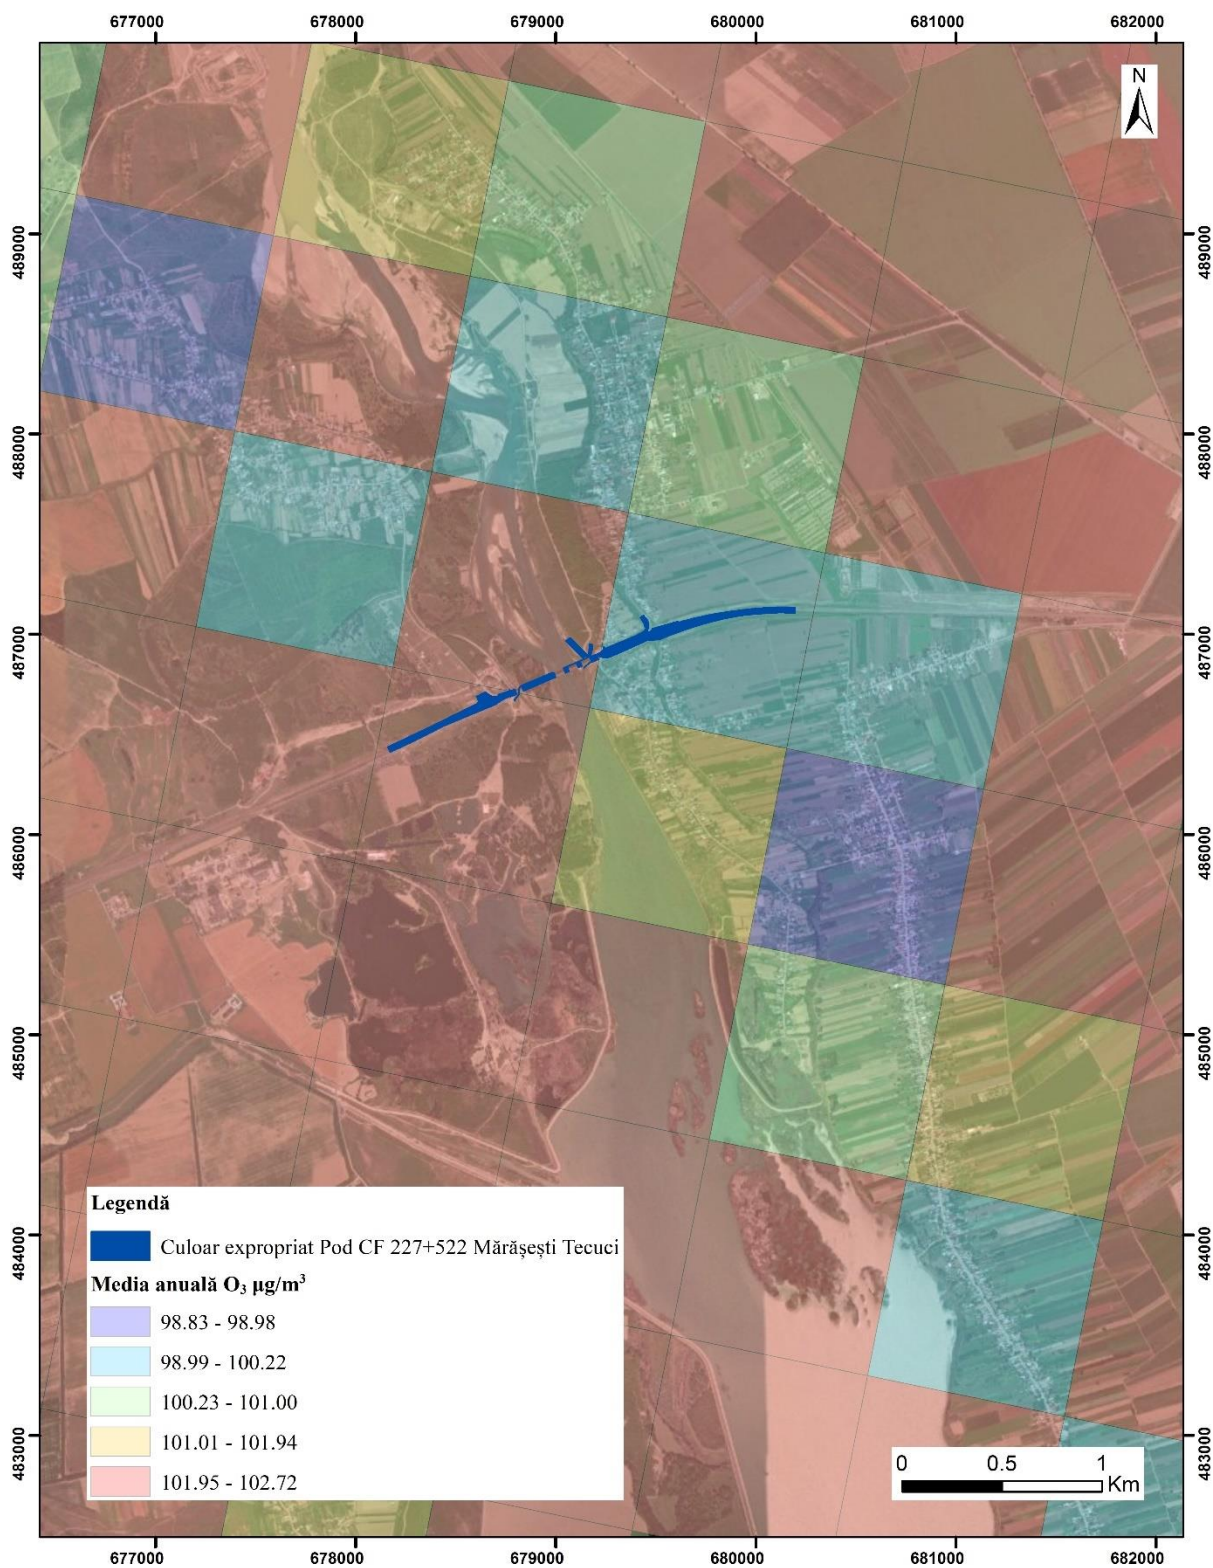 677000 678000 679000 680000 681000 682000
N
489000 489000
488000 488000
487000 487000
486000 486000
485000 485000
484000 484000
483000 483000
Legendă
Culoar expropriat Pod CF 227+522 Mărășești Tecuci
Media anuală O₃ µg/m³
98.83 - 98.98
98.99 - 100.22
100.23 - 101.00
101.01 - 101.94
101.95 - 102.72
0 0.5 1
Km
677000 678000 679000 680000 681000 682000